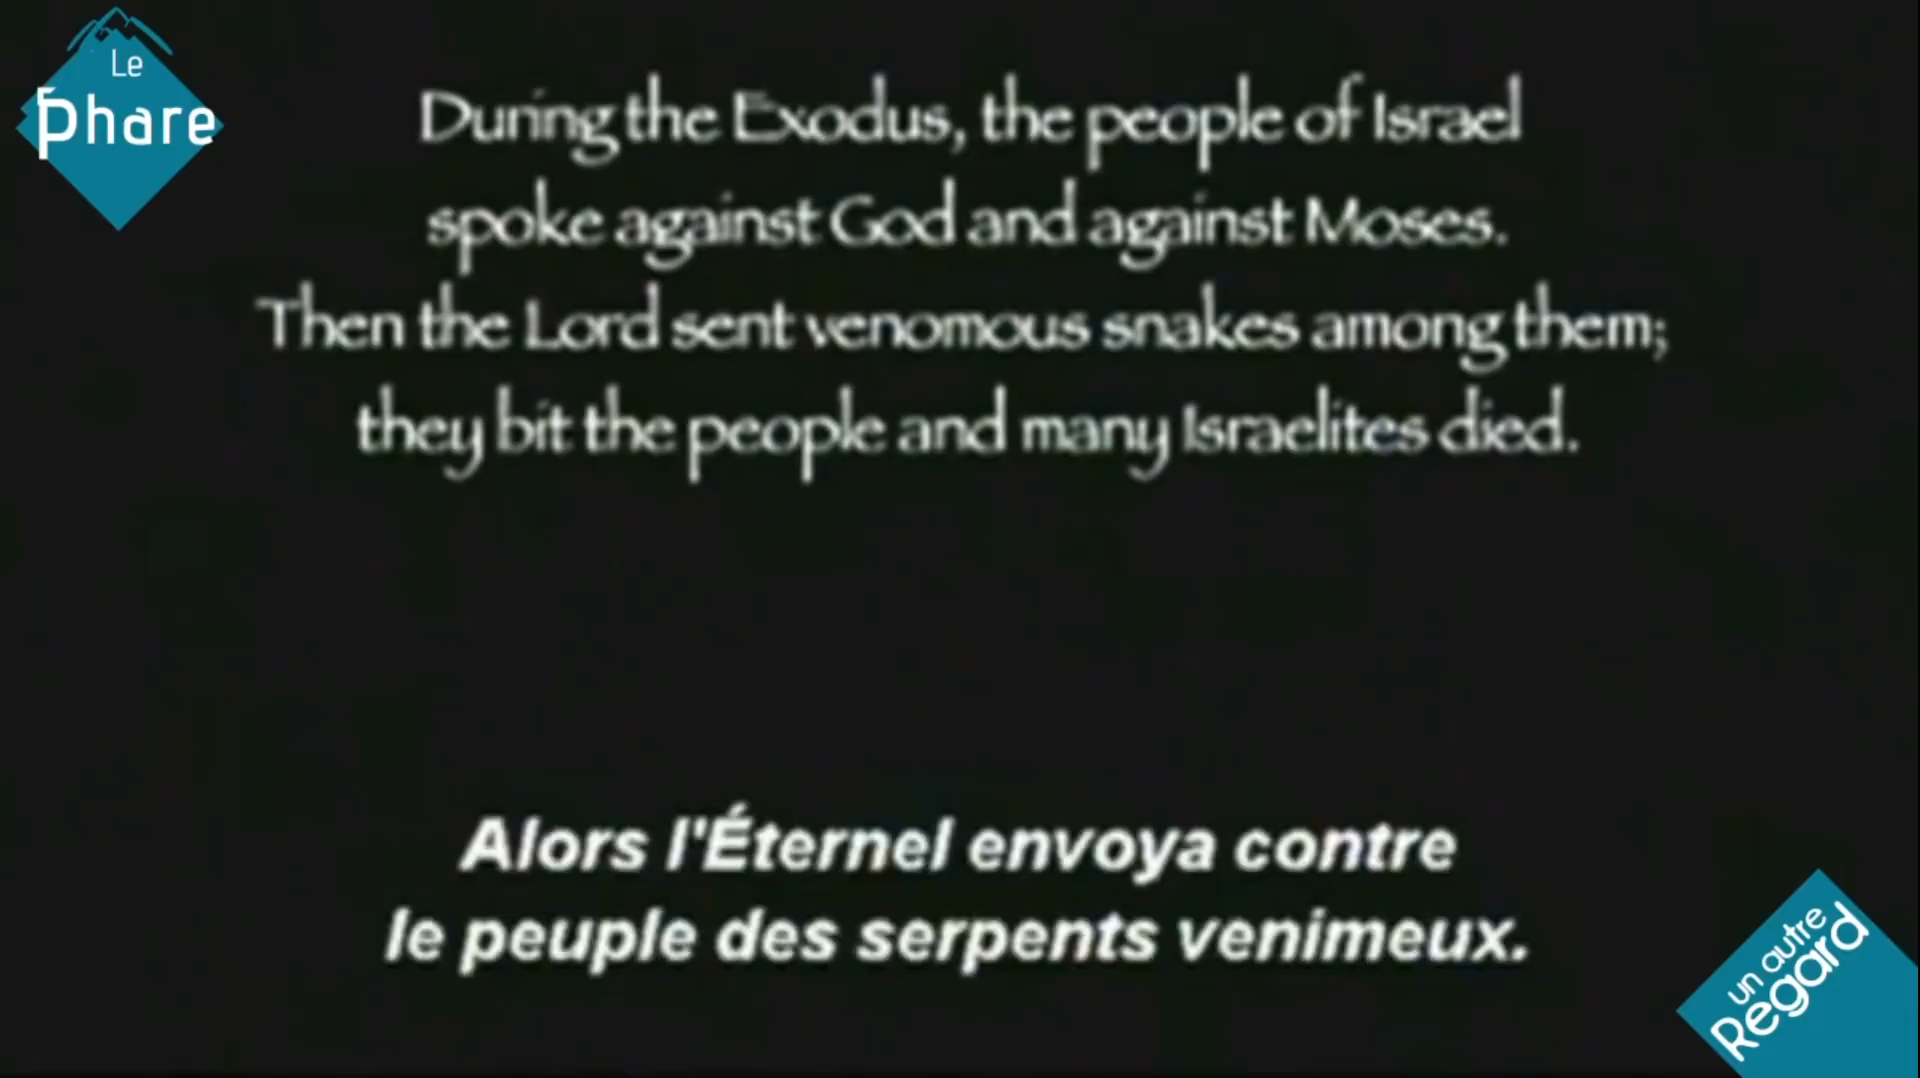 Le
Phare
During the Exodus, the people of Israel
spoke against God and against Moses.
Then the Lord sent venomous snakes among them;
they bit the people and many Israelites died.
Alors l'Éternel envoya contre
le peuple des serpents venimeux.
un autre
Regard